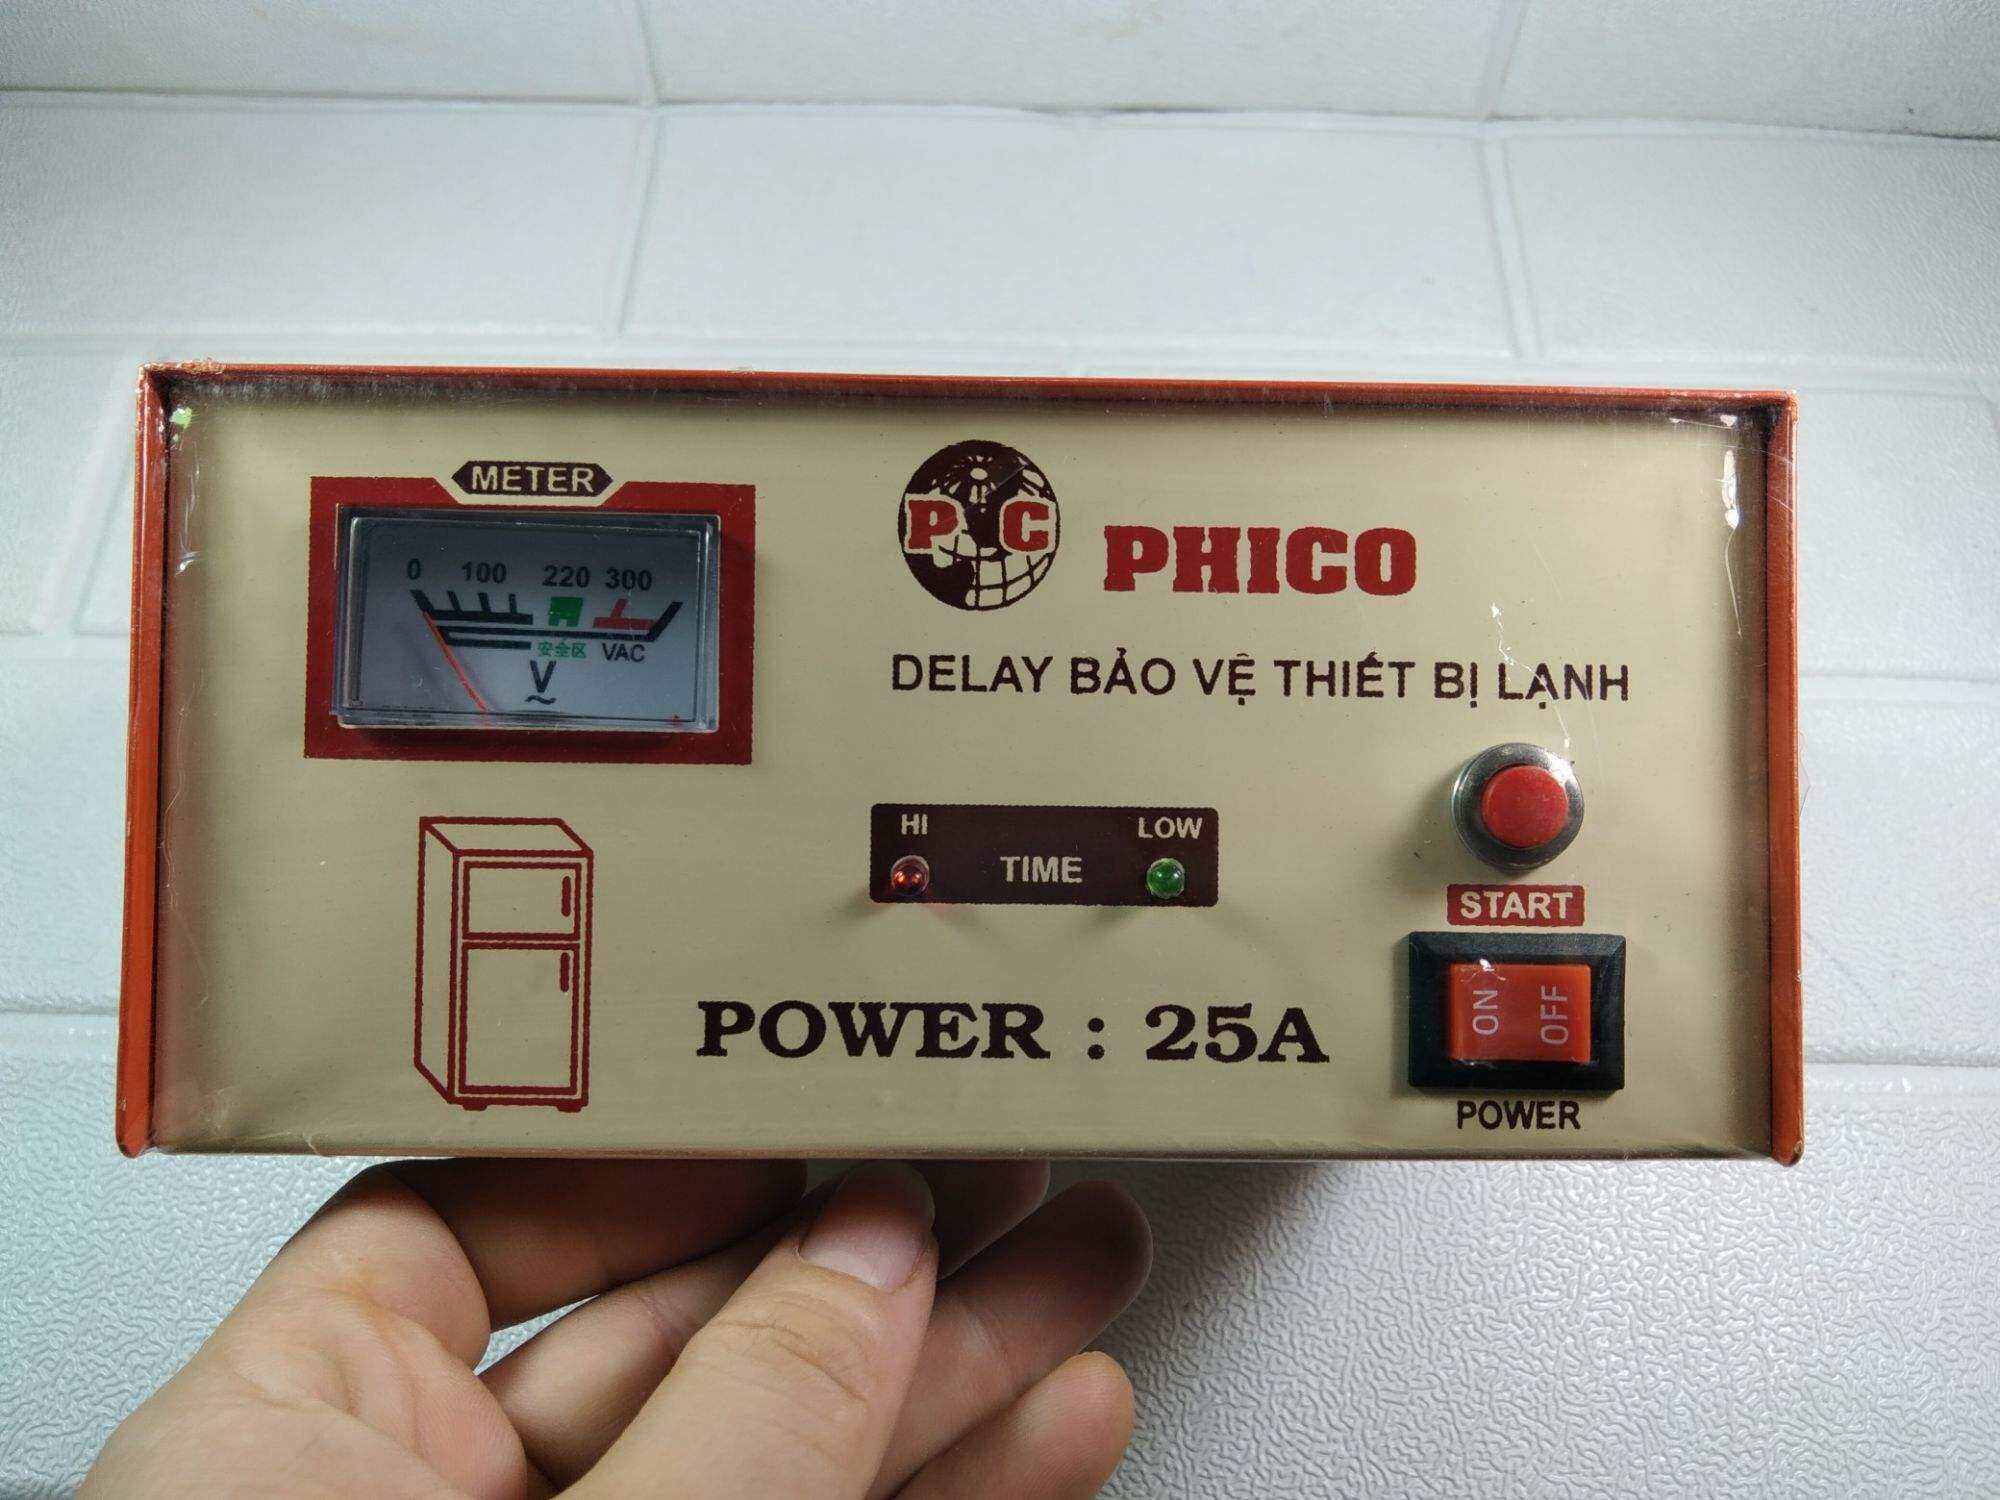 METER
0 100 220 300
安全区 VAC
V
~
P C
PHICO
DELAY BẢO VỆ THIẾT BỊ LẠNH
HI LOW
TIME
START
ON OFF
POWER : 25A
POWER